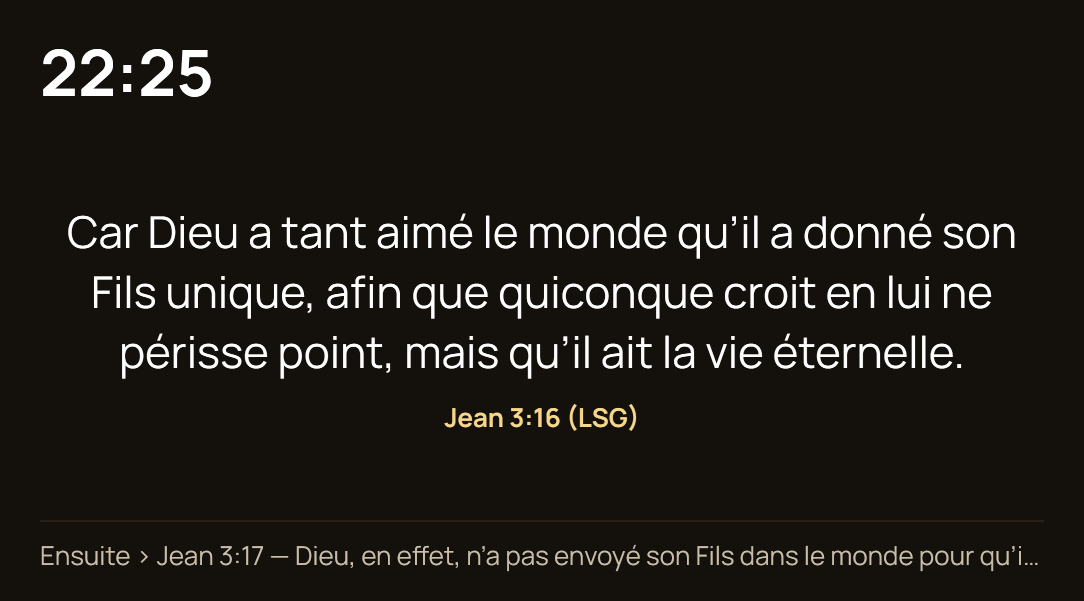 22:25
Car Dieu a tant aimé le monde qu’il a donné son
Fils unique, afin que quiconque croit en lui ne
périsse point, mais qu’il ait la vie éternelle.
Jean 3:16 (LSG)
Ensuite > Jean 3:17 — Dieu, en effet, n’a pas envoyé son Fils dans le monde pour qu’i…